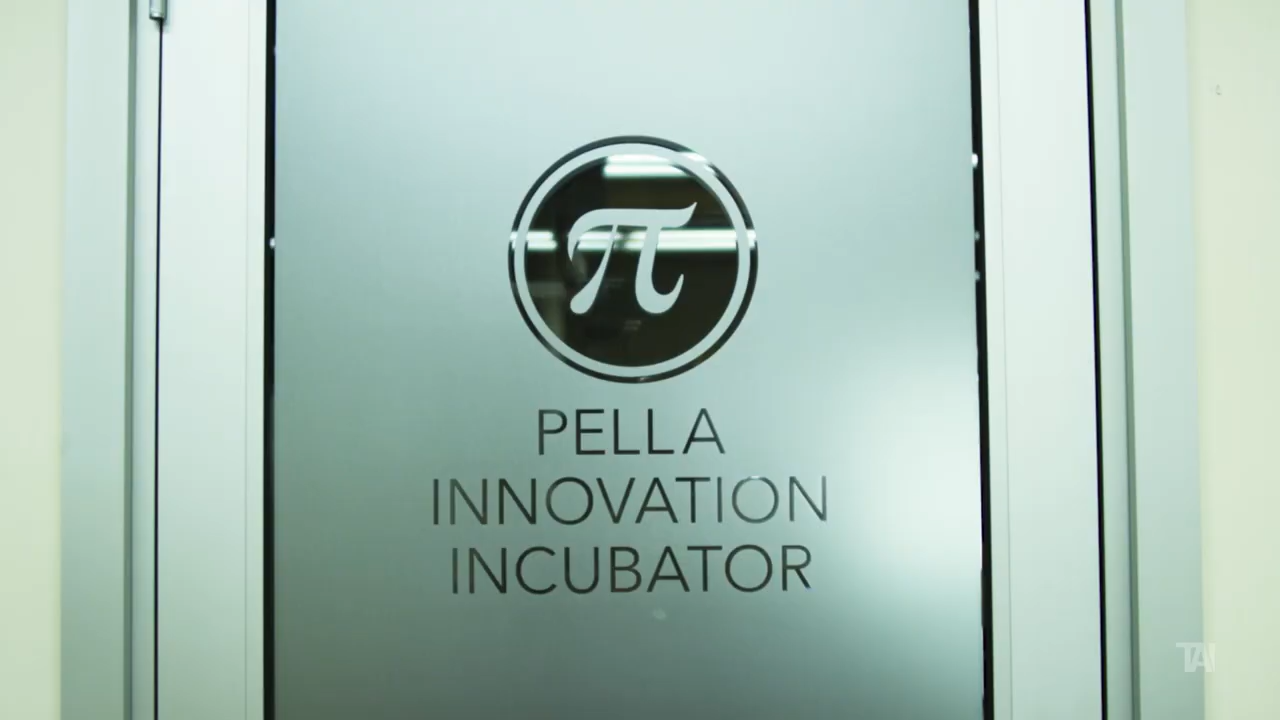 π
PELLA
INNOVATION
INCUBATOR
TAI